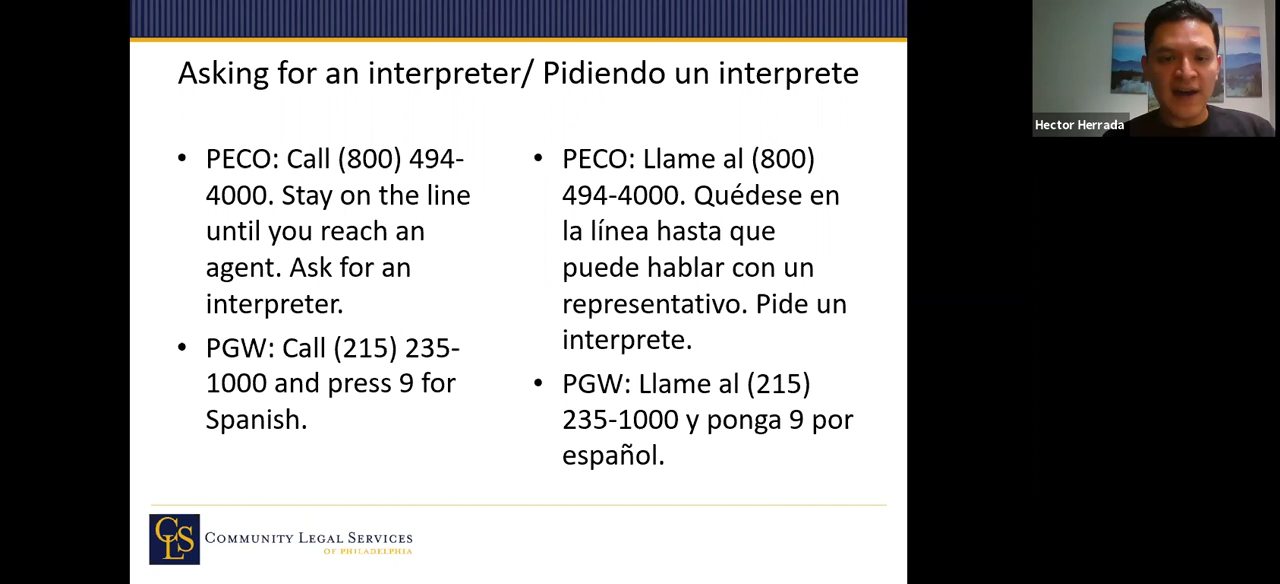 Asking for an interpreter/ Pidiendo un interprete
• PECO: Call (800) 494-
4000. Stay on the line
until you reach an
agent. Ask for an
interpreter.
• PGW: Call (215) 235-
1000 and press 9 for
Spanish.
• PECO: Llame al (800)
494-4000. Quédese en
la línea hasta que
puede hablar con un
representativo. Pide un
interprete.
• PGW: Llame al (215)
235-1000 y ponga 9 por
español.
CLS
COMMUNITY LEGAL SERVICES
OF PHILADELPHIA
Hector Herrada